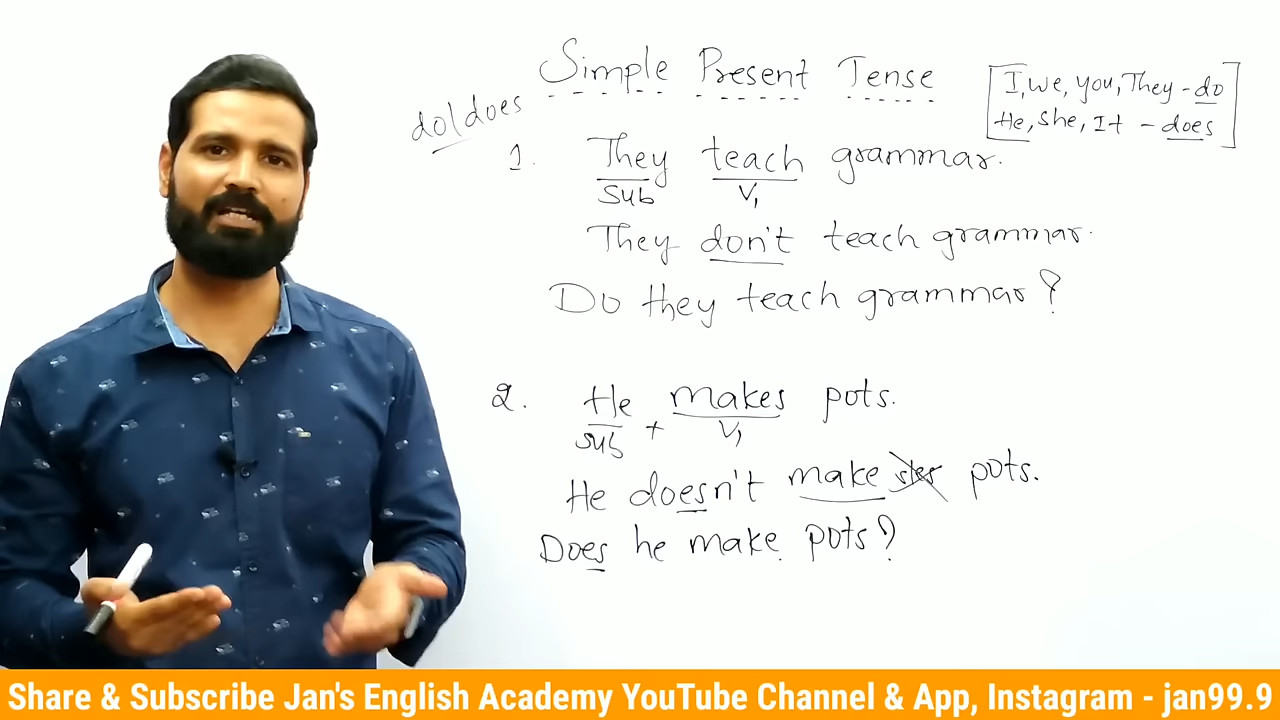 Simple Present Tense
do/does
I, we, you, They - do
He, She, It - does
1. They teach grammar.
Sub V1
They don't teach grammar.
Do they teach grammar?
2. He makes pots.
Sub + V1
He doesn't make s/es pots.
Does he make pots?
Share & Subscribe Jan's English Academy YouTube Channel & App, Instagram - jan99.9